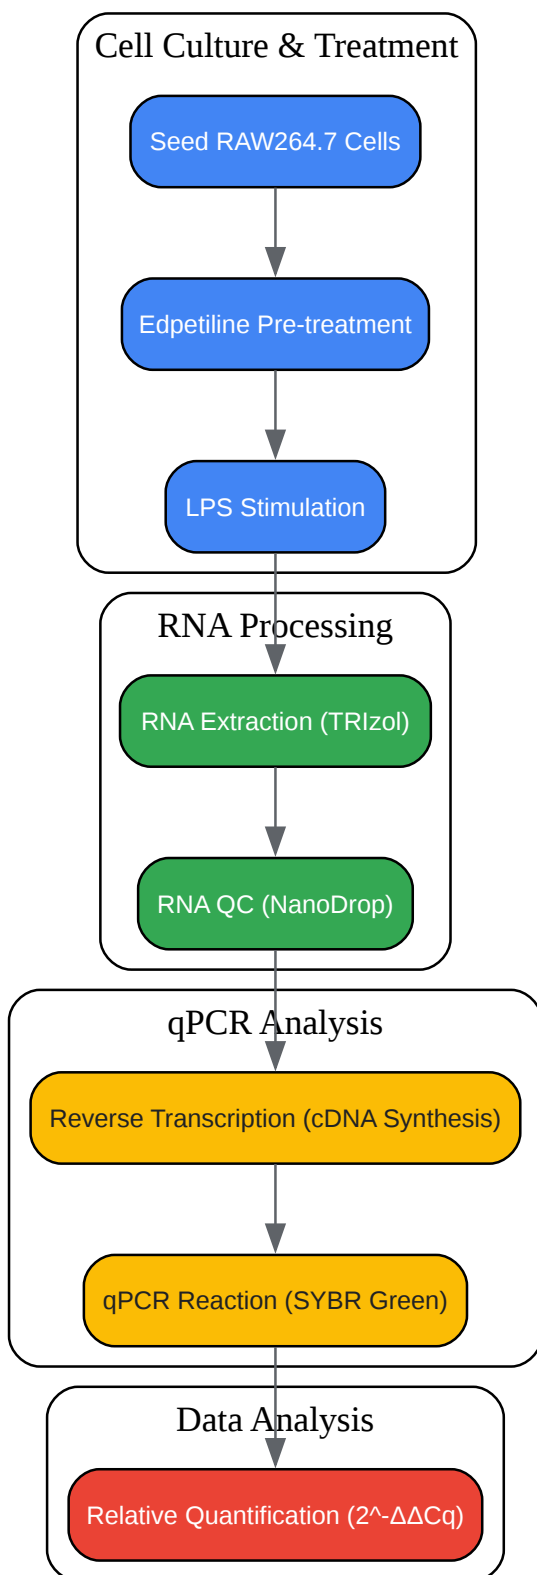 Cell Culture & Treatment
Seed RAW264.7 Cells
Edpetiline Pre-treatment
LPS Stimulation
RNA Processing
RNA Extraction (TRIzol)
RNA QC (NanoDrop)
qPCR Analysis
Reverse Transcription (cDNA Synthesis)
qPCR Reaction (SYBR Green)
Data Analysis
Relative Quantification (2^-ΔΔCq)